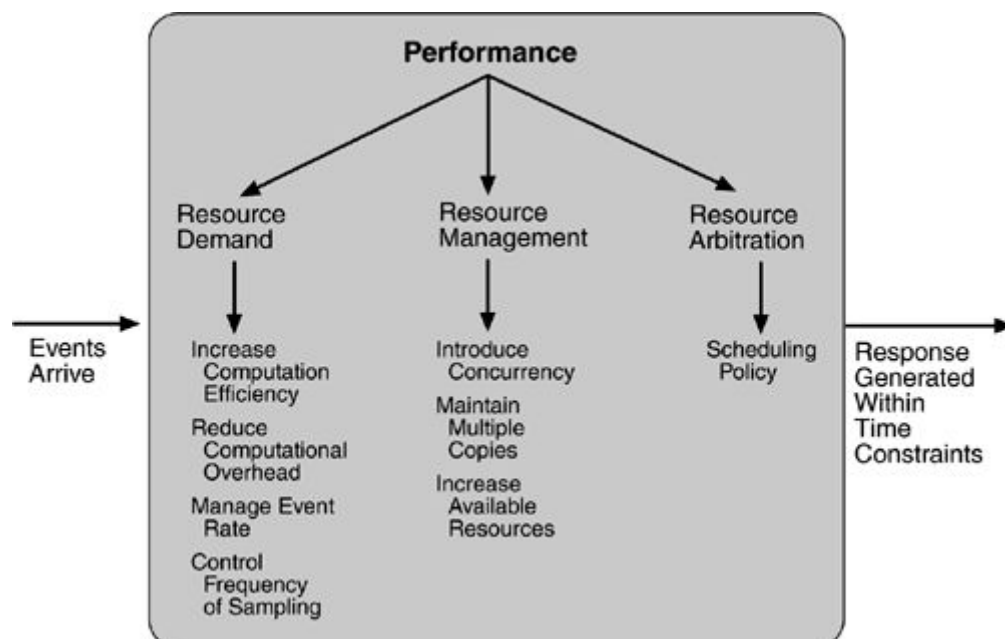 Performance
Resource
Demand
Resource
Management
Resource
Arbitration
Events
Arrive
Increase
Computation
Efficiency
Reduce
Computational
Overhead
Manage Event
Rate
Control
Frequency
of Sampling
Introduce
Concurrency
Maintain
Multiple
Copies
Increase
Available
Resources
Scheduling
Policy
Response
Generated
Within
Time
Constraints